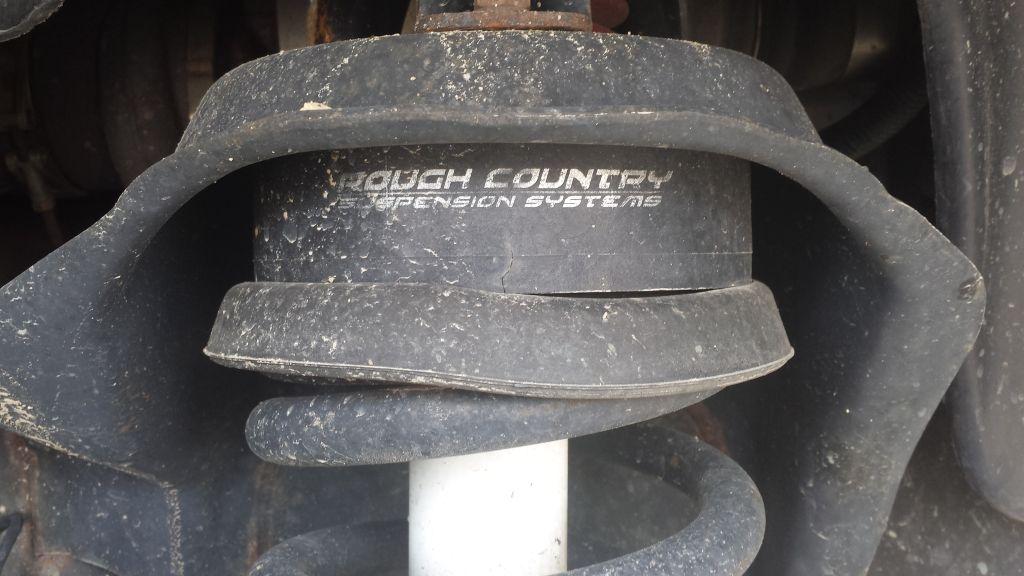 ROUGH COUNTRY
SUSPENSION SYSTEMS